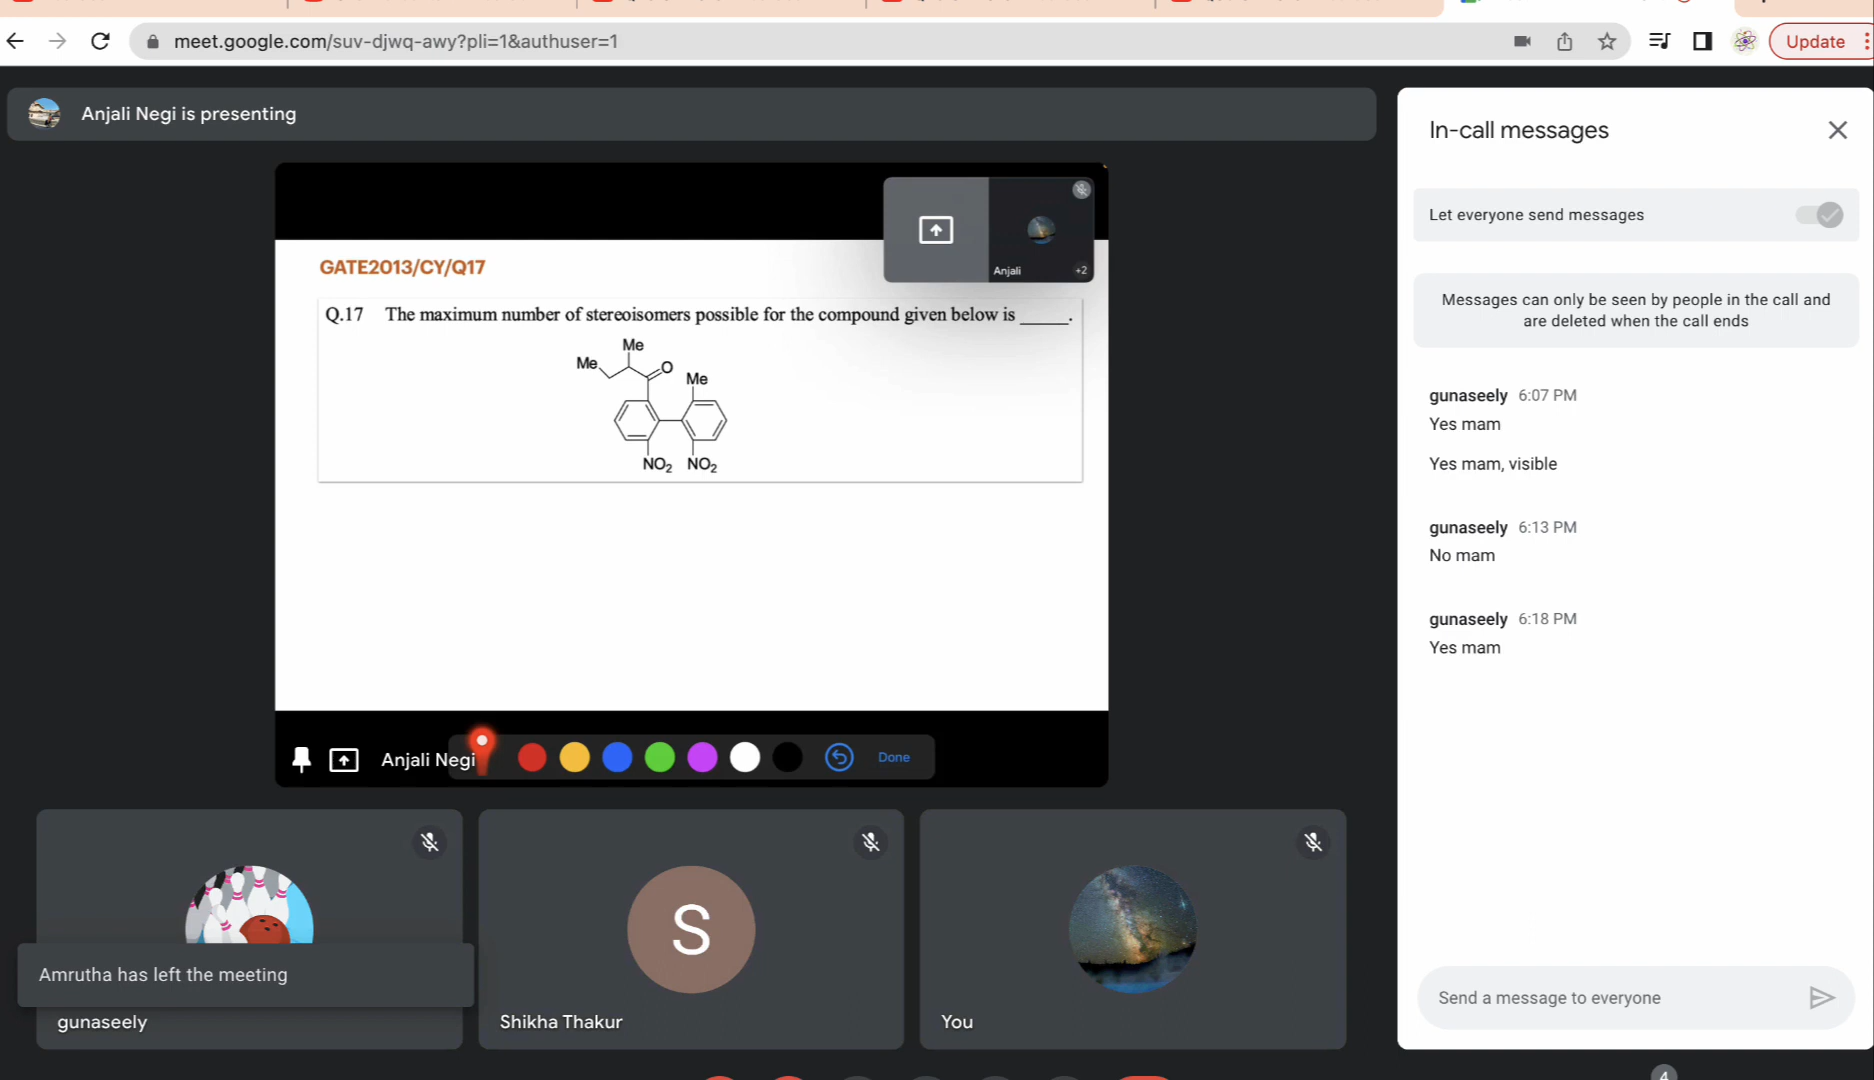 meet.google.com/suv-djwq-awy?pli=1&authuser=1
Update
Anjali Negi is presenting
In-call messages
Let everyone send messages
Messages can only be seen by people in the call and
are deleted when the call ends
Anjali
+2
GATE2013/CY/Q17
Q.17 The maximum number of stereoisomers possible for the compound given below is _____.
Me
Me
O
Me
NO₂ NO₂
gunaseely 6:07 PM
Yes mam
Yes mam, visible
gunaseely 6:13 PM
No mam
gunaseely 6:18 PM
Yes mam
Anjali Negi
Done
Amrutha has left the meeting
gunaseely
S
Shikha Thakur
You
Send a message to everyone
4